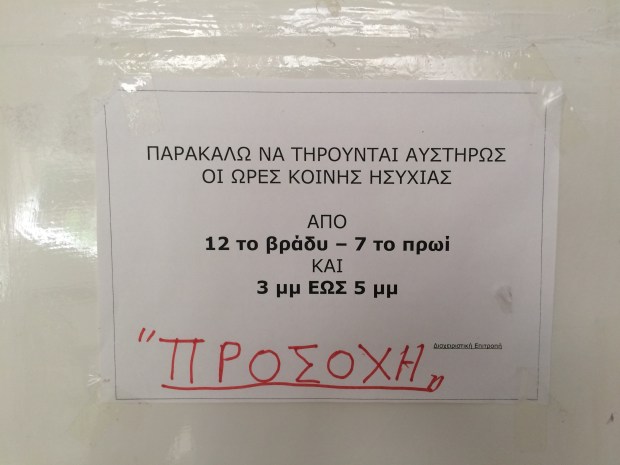 ΠΑΡΑΚΑΛΩ ΝΑ ΤΗΡΟΥΝΤΑΙ ΑΥΣΤΗΡΩΣ
ΟΙ ΩΡΕΣ ΚΟΙΝΗΣ ΗΣΥΧΙΑΣ
ΑΠΟ
12 το βράδυ – 7 το πρωί
ΚΑΙ
3 μμ ΕΩΣ 5 μμ
Διαχειριστική Επιτροπή
"ΠΡΟΣΟΧΗ"